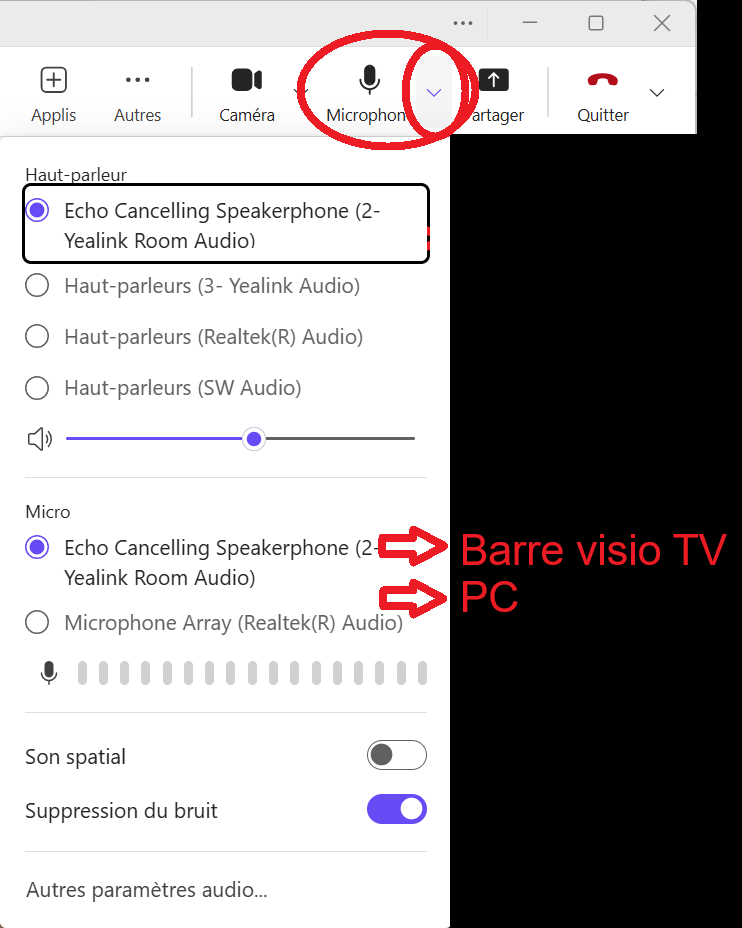 Applis
Autres
Caméra
Microphon
artager
Quitter
Haut-parleur
Echo Cancelling Speakerphone (2-
Yealink Room Audio)
Haut-parleurs (3- Yealink Audio)
Haut-parleurs (Realtek(R) Audio)
Haut-parleurs (SW Audio)
Micro
Echo Cancelling Speakerphone (2-
Yealink Room Audio)
Barre visio TV
PC
Microphone Array (Realtek(R) Audio)
Son spatial
Suppression du bruit
Autres paramètres audio...